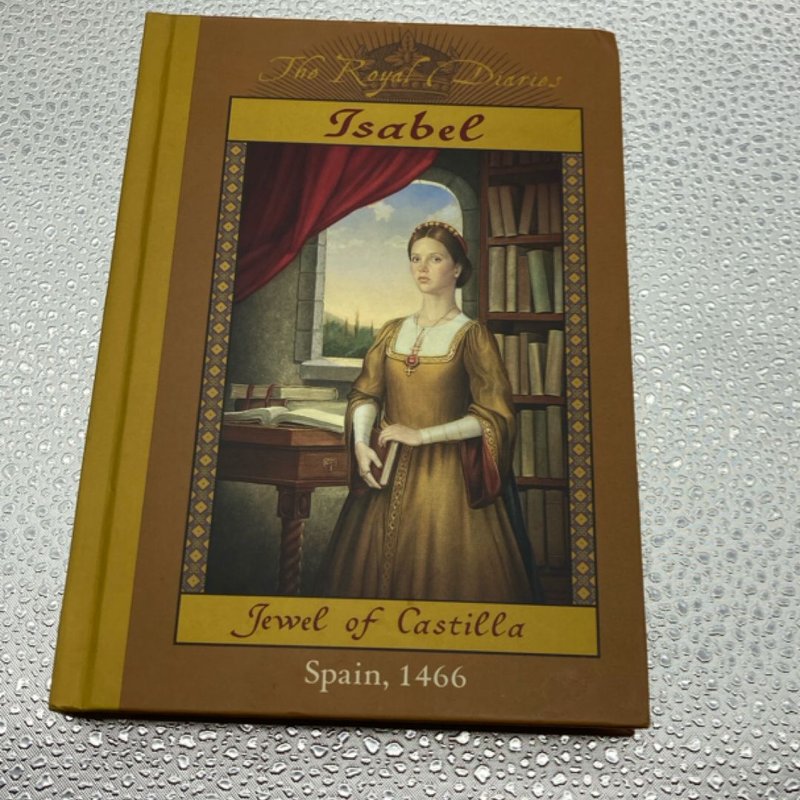 The Royal Diaries
Isabel
Jewel of Castilla
Spain, 1466